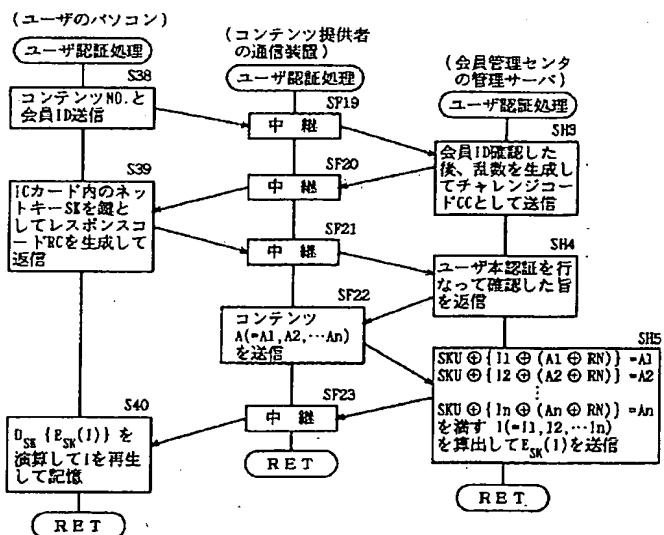 (ユーザのパソコン)
ユーザ認証処理
S38
コンテンツNO.と
会員ID送信
S39
ICカード内のネッ
トキーSKを鍵と
してレスポンスコ
ードRCを生成して
返信
S40
D_SK {E_SK(I)} を
演算してIを再生
して記憶
RET
(コンテンツ提供者
の通信装置)
ユーザ認証処理
SF19
中 継
SF20
中 継
SF21
中 継
SF22
コンテンツ
A(=A1,A2,…An)
を送信
SF23
中 継
RET
(会員管理センタ
の管理サーバ)
ユーザ認証処理
SH3
会員ID確認した
後、乱数を生成し
てチャレンジコー
ドCCとして送信
SH4
ユーザ本認証を行
なって確認した旨
を返信
SH5
SKU⊕{I1⊕(A1⊕RN)}=A1
SKU⊕{I2⊕(A2⊕RN)}=A2
⋮
SKU⊕{In⊕(An⊕RN)}=An
を満す I(=I1,I2,…In)
を算出してE_SK(I)を送信
RET